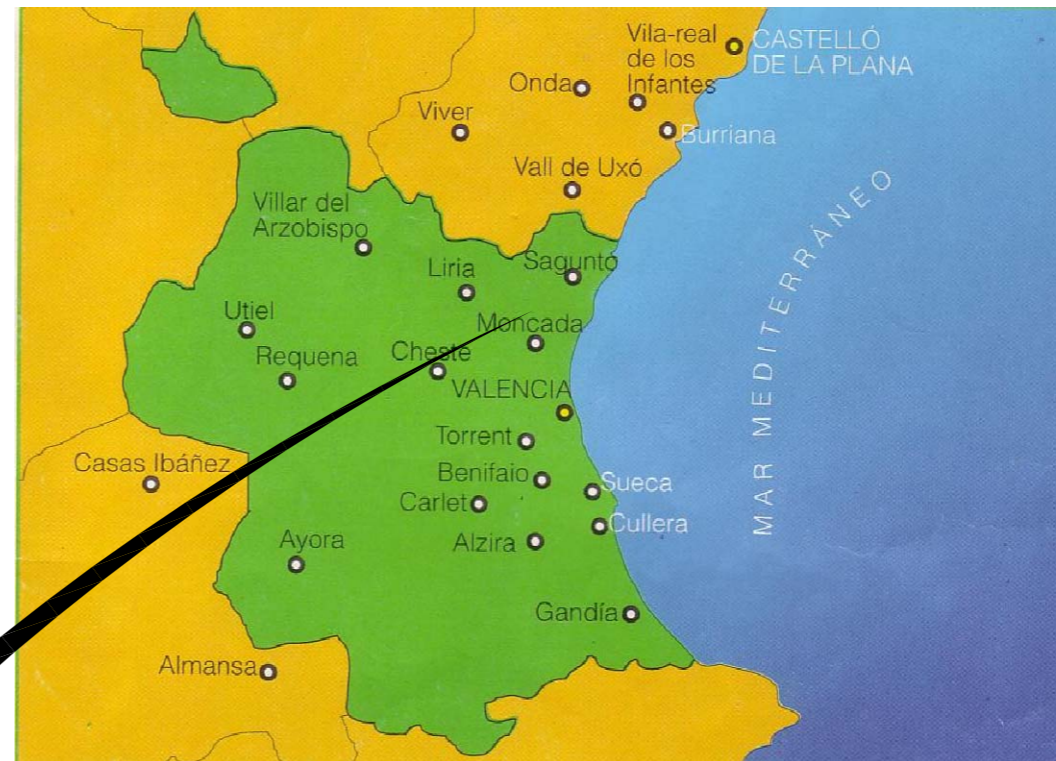 Vila-real
de los
Infantes
CASTELLÓ
DE LA PLANA
Onda
Viver
Burriana
Vall de Uxó
Villar del
Arzobispo
Liria
Sagunto
MAR MEDITERRÁNEO
Utiel
Moncada
Requena
Cheste
VALENCIA
Torrent
Casas Ibáñez
Benifaio
Sueca
Carlet
Cullera
Ayora
Alzira
Gandía
Almansa